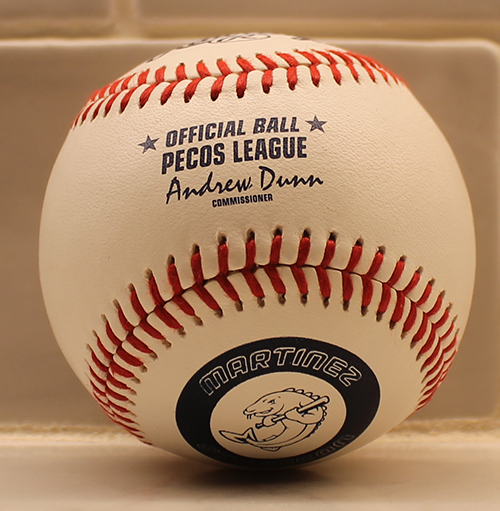 OFFICIAL BALL
PECOS LEAGUE
Andrew Dunn
COMMISSIONER
MARTINEZ